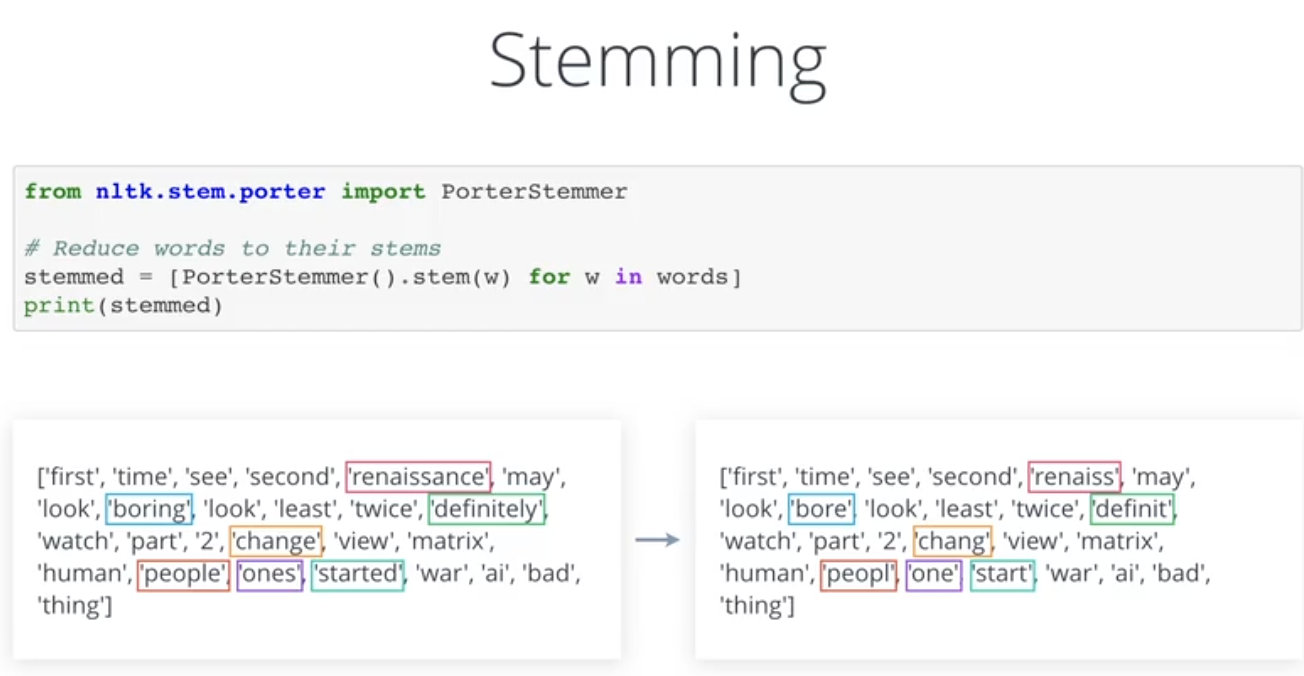 Stemming
from nltk.stem.porter import PorterStemmer
# Reduce words to their stems
stemmed = [PorterStemmer().stem(w) for w in words]
print(stemmed)
['first', 'time', 'see', 'second', 'renaissance', 'may',
'look', 'boring', 'look', 'least', 'twice', 'definitely',
'watch', 'part', '2', 'change', 'view', 'matrix',
'human', 'people', 'ones', 'started', 'war', 'ai', 'bad',
'thing']
['first', 'time', 'see', 'second', 'renaiss', 'may',
'look', 'bore', 'look', 'least', 'twice', 'definit',
'watch', 'part', '2', 'chang', 'view', 'matrix',
'human', 'peopl', 'one', 'start', 'war', 'ai', 'bad',
'thing']